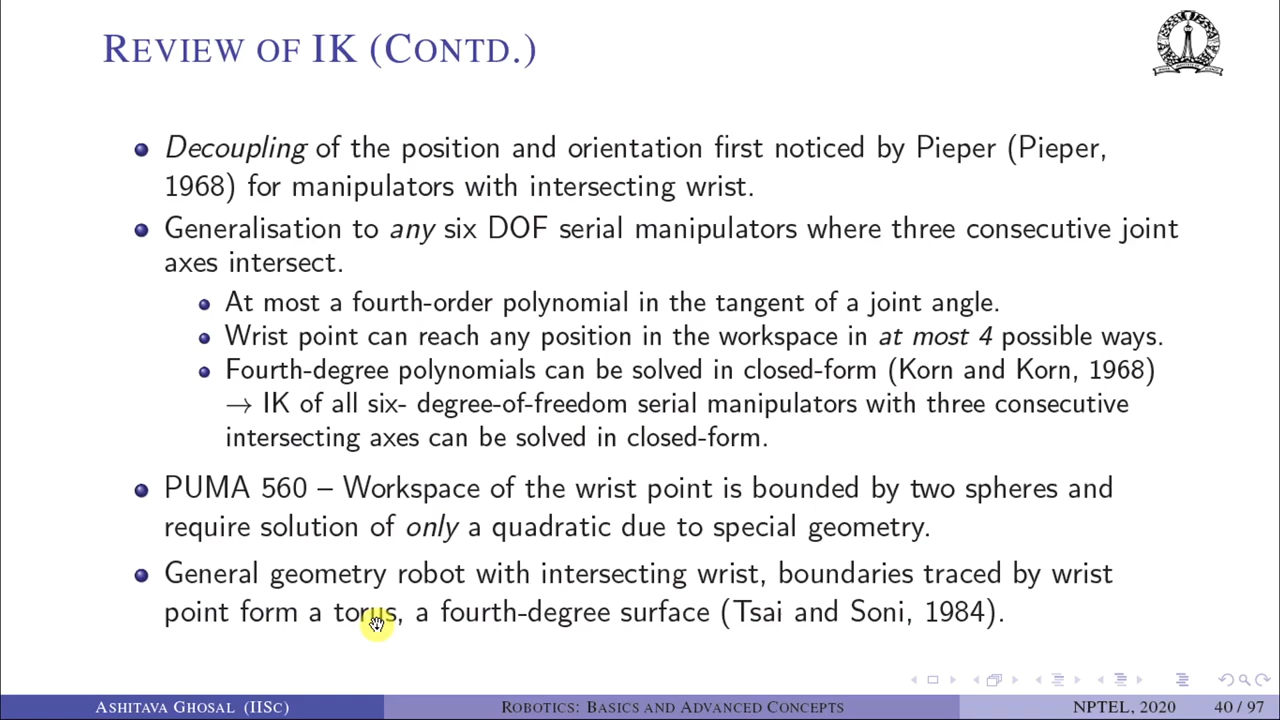 REVIEW OF IK (CONTD.)
Decoupling of the position and orientation first noticed by Pieper (Pieper,
1968) for manipulators with intersecting wrist.
Generalisation to any six DOF serial manipulators where three consecutive joint
axes intersect.
At most a fourth-order polynomial in the tangent of a joint angle.
Wrist point can reach any position in the workspace in at most 4 possible ways.
Fourth-degree polynomials can be solved in closed-form (Korn and Korn, 1968)
→ IK of all six- degree-of-freedom serial manipulators with three consecutive
intersecting axes can be solved in closed-form.
PUMA 560 – Workspace of the wrist point is bounded by two spheres and
require solution of only a quadratic due to special geometry.
General geometry robot with intersecting wrist, boundaries traced by wrist
point form a torus, a fourth-degree surface (Tsai and Soni, 1984).
ASHITAVA GHOSAL (IISC) ROBOTICS: BASICS AND ADVANCED CONCEPTS NPTEL, 2020 40 / 97